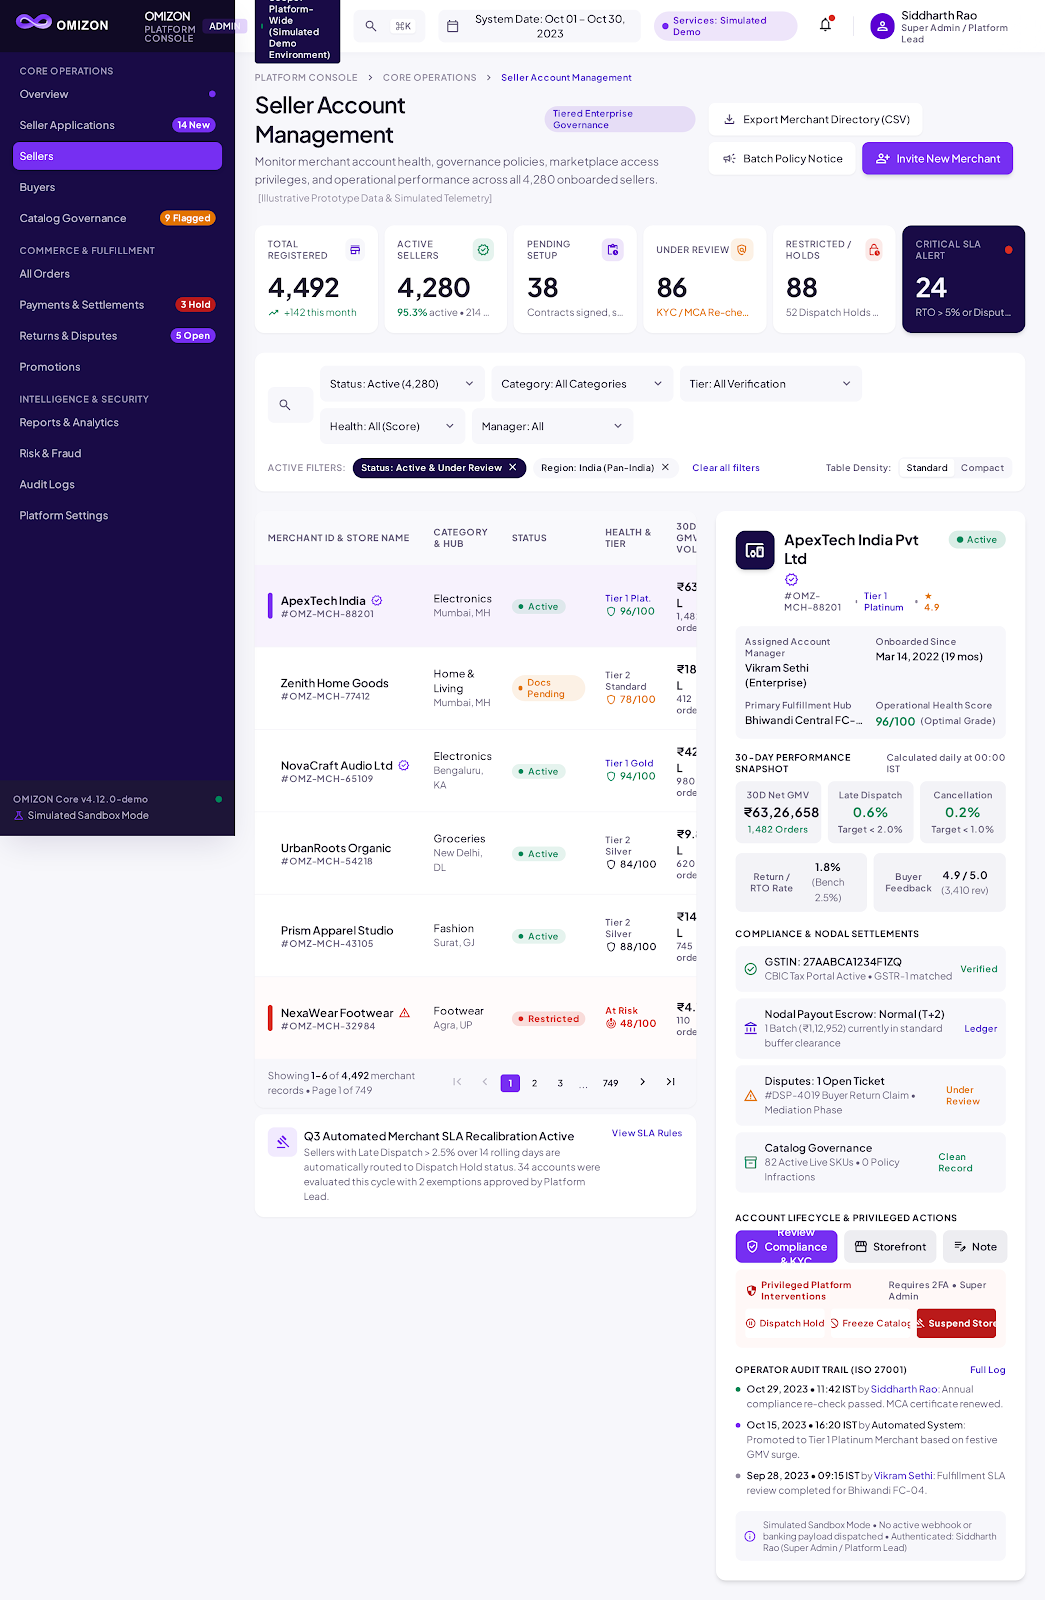 OMIZON
OMIZON
PLATFORM
CONSOLE
ADMIN
CORE OPERATIONS
Overview
Seller Applications
14 New
Sellers
Buyers
Catalog Governance
9 Flagged
COMMERCE & FULFILLMENT
All Orders
Payments & Settlements
3 Hold
Returns & Disputes
5 Open
Promotions
INTELLIGENCE & SECURITY
Reports & Analytics
Risk & Fraud
Audit Logs
Platform Settings
OMIZON Core v4.12.0-demo
Simulated Sandbox Mode
Platform-
Wide
(Simulated
Demo
Environment)
⌘K
System Date: Oct 01 – Oct 30,
2023
Services: Simulated
Demo
Siddharth Rao
Super Admin / Platform
Lead
PLATFORM CONSOLE
CORE OPERATIONS
Seller Account Management
Seller Account
Management
Tiered Enterprise
Governance
Monitor merchant account health, governance policies, marketplace access
privileges, and operational performance across all 4,280 onboarded sellers.
[Illustrative Prototype Data & Simulated Telemetry]
Export Merchant Directory (CSV)
Batch Policy Notice
Invite New Merchant
TOTAL
REGISTERED
4,492
+142 this month
ACTIVE
SELLERS
4,280
95.3% active • 214 ...
PENDING
SETUP
38
Contracts signed, s...
UNDER REVIEW
86
KYC / MCA Re-che...
RESTRICTED /
HOLDS
88
52 Dispatch Holds ...
CRITICAL SLA
ALERT
24
RTO > 5% or Disput...
Status: Active (4,280)
Category: All Categories
Tier: All Verification
Health: All (Score)
Manager: All
ACTIVE FILTERS:
Status: Active & Under Review ✕
Region: India (Pan-India) ✕
Clear all filters
Table Density:
Standard
Compact
MERCHANT ID & STORE NAME
CATEGORY
& HUB
STATUS
HEALTH &
TIER
30D
GMV
VOL
ApexTech India
#OMZ-MCH-88201
Electronics
Mumbai, MH
Active
Tier 1 Plat.
96/100
₹63
L
1,48
orde
Zenith Home Goods
#OMZ-MCH-77412
Home &
Living
Mumbai, MH
Docs
Pending
Tier 2
Standard
78/100
₹18
L
412
orde
NovaCraft Audio Ltd
#OMZ-MCH-65109
Electronics
Bengaluru,
KA
Active
Tier 1 Gold
94/100
₹42
L
980
orde
UrbanRoots Organic
#OMZ-MCH-54218
Groceries
New Delhi,
DL
Active
Tier 2
Silver
84/100
₹9.
L
620
orde
Prism Apparel Studio
#OMZ-MCH-43105
Fashion
Surat, GJ
Active
Tier 2
Silver
88/100
₹14
L
745
orde
NexaWear Footwear
#OMZ-MCH-32984
Footwear
Agra, UP
Restricted
At Risk
48/100
₹4.
110
orde
Showing 1–6 of 4,492 merchant
records • Page 1 of 749
1 2 3 ... 749
Q3 Automated Merchant SLA Recalibration Active
View SLA Rules
Sellers with Late Dispatch > 2.5% over 14 rolling days are
automatically routed to Dispatch Hold status. 34 accounts were
evaluated this cycle with 2 exemptions approved by Platform
Lead.
ApexTech India Pvt
Ltd
Active
#OMZ-
MCH-88201
•
Tier 1
Platinum
•
★
4.9
Assigned Account
Manager
Vikram Sethi
(Enterprise)
Onboarded Since
Mar 14, 2022 (19 mos)
Primary Fulfillment Hub
Bhiwandi Central FC-...
Operational Health Score
96/100 (Optimal Grade)
30-DAY PERFORMANCE
SNAPSHOT
Calculated daily at 00:00
IST
30D Net GMV
₹63,26,658
1,482 Orders
Late Dispatch
0.6%
Target < 2.0%
Cancellation
0.2%
Target < 1.0%
Return /
RTO Rate
1.8%
(Bench
2.5%)
Buyer
Feedback
4.9 / 5.0
(3,410 rev)
COMPLIANCE & NODAL SETTLEMENTS
GSTIN: 27AABCA1234F1ZQ
CBIC Tax Portal Active • GSTR-1 matched
Verified
Nodal Payout Escrow: Normal (T+2)
1 Batch (₹1,12,952) currently in standard
buffer clearance
Ledger
Disputes: 1 Open Ticket
#DSP-4019 Buyer Return Claim •
Mediation Phase
Under
Review
Catalog Governance
82 Active Live SKUs • 0 Policy
Infractions
Clean
Record
ACCOUNT LIFECYCLE & PRIVILEGED ACTIONS
Review
Compliance
& KYC
Storefront
Note
Privileged Platform
Interventions
Requires 2FA • Super
Admin
Dispatch Hold
Freeze Catalog
Suspend Store
OPERATOR AUDIT TRAIL (ISO 27001)
Full Log
Oct 29, 2023 • 11:42 IST by Siddharth Rao: Annual
compliance re-check passed. MCA certificate renewed.
Oct 15, 2023 • 16:20 IST by Automated System:
Promoted to Tier 1 Platinum Merchant based on festive
GMV surge.
Sep 28, 2023 • 09:15 IST by Vikram Sethi: Fulfillment SLA
review completed for Bhiwandi FC-04.
Simulated Sandbox Mode • No active webhook or
banking payload dispatched • Authenticated: Siddharth
Rao (Super Admin / Platform Lead)